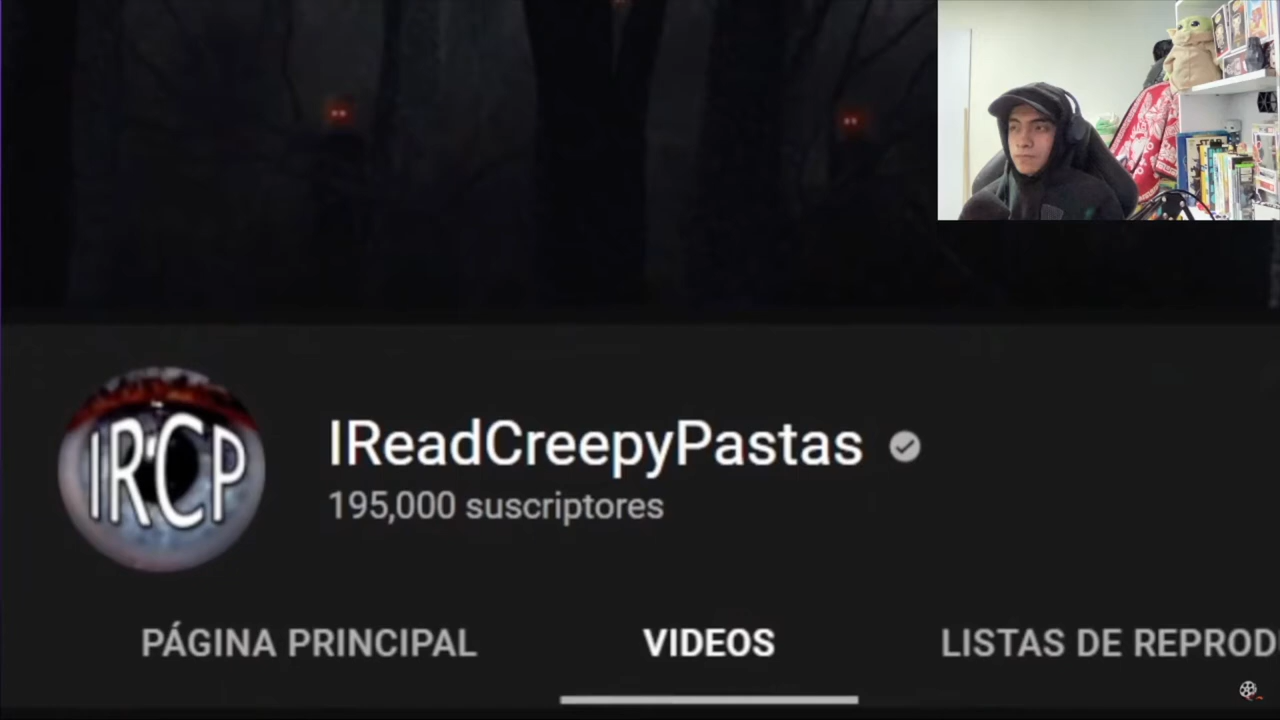 IRCP
IReadCreepyPastas
195,000 suscriptores
PÁGINA PRINCIPAL
VIDEOS
LISTAS DE REPROD